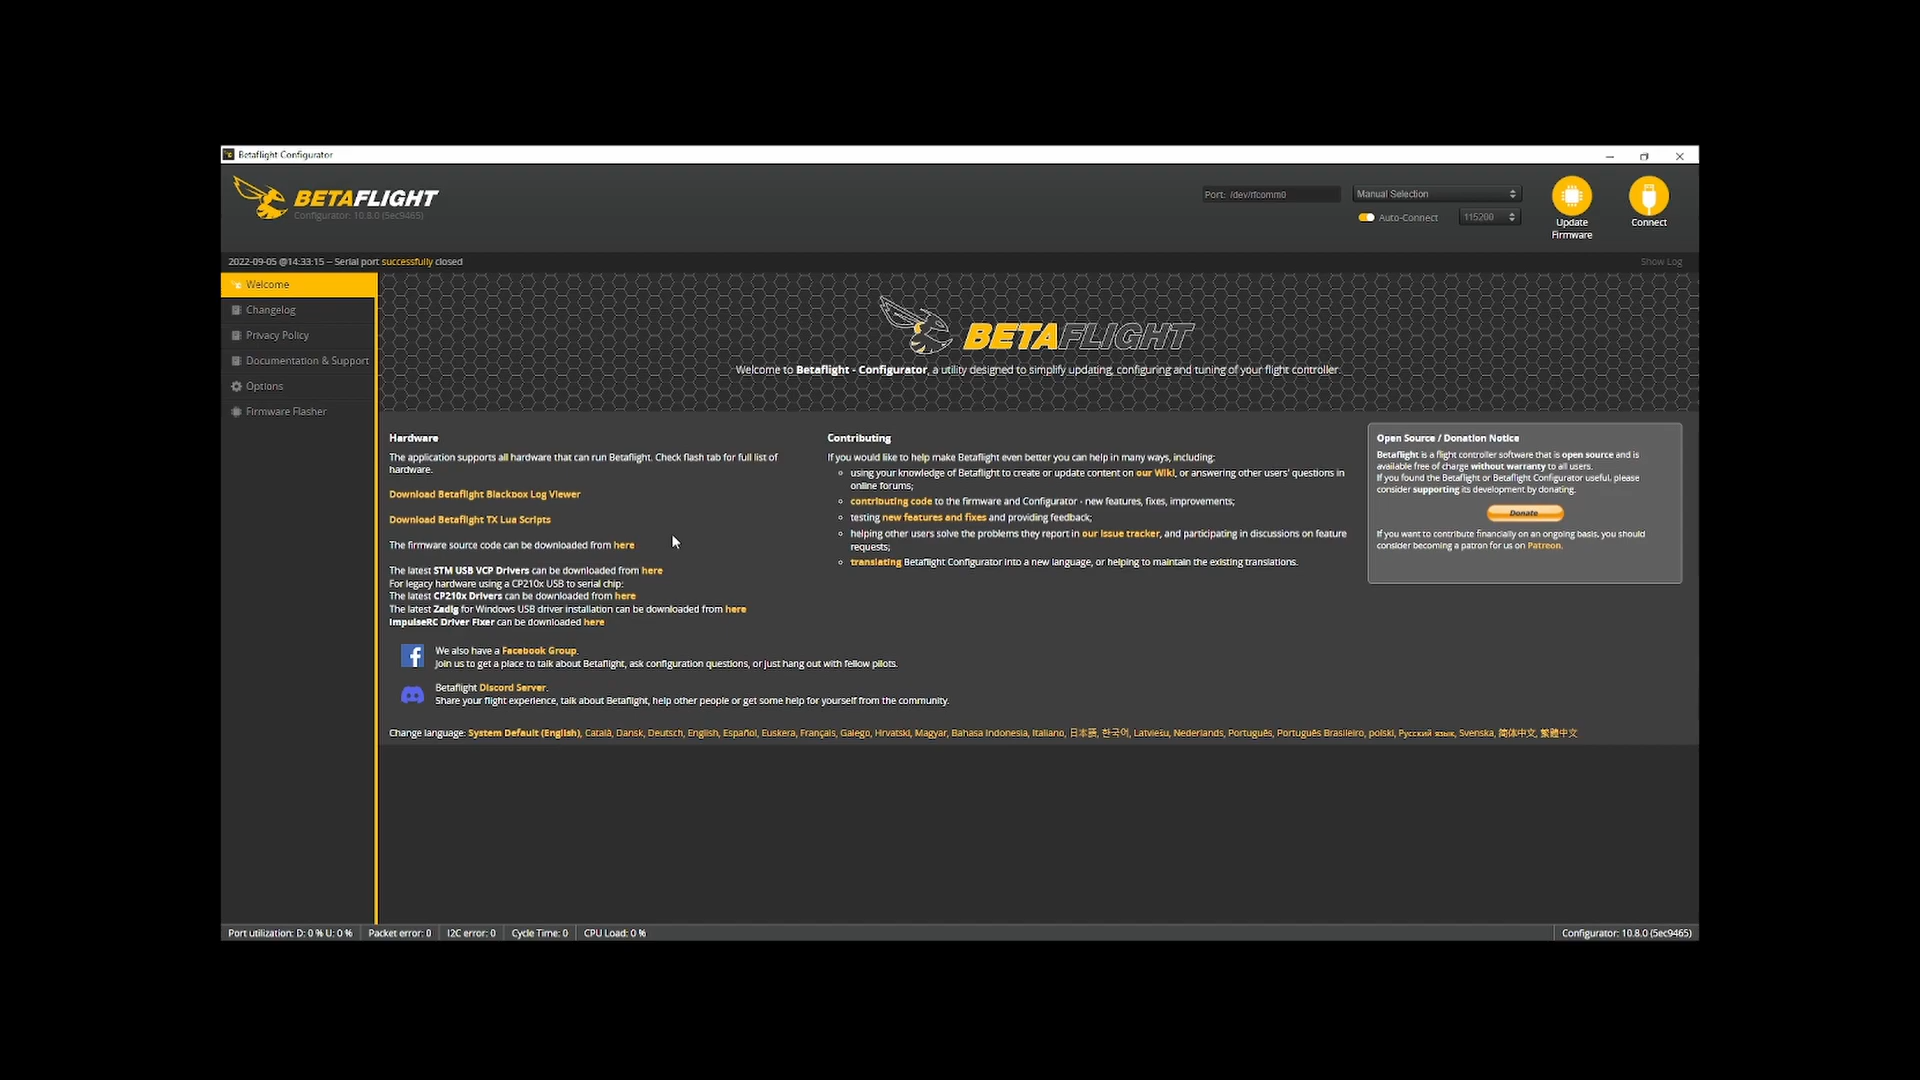 Betaflight Configurator
BETAFLIGHT
Configurator: 10.8.0 (5ec9465)
Port: /dev/rfcomm0
Manual Selection
Auto-Connect
115200
Update
Firmware
Connect
2022-09-05 @14:33:15 -- Serial port successfully closed
Show Log
Welcome
Changelog
Privacy Policy
Documentation & Support
Options
Firmware Flasher
BETAFLIGHT
Welcome to Betaflight - Configurator, a utility designed to simplify updating, configuring and tuning of your flight controller.
Hardware
The application supports all hardware that can run Betaflight. Check flash tab for full list of
hardware.
Download Betaflight Blackbox Log Viewer
Download Betaflight TX Lua Scripts
The firmware source code can be downloaded from here
The latest STM USB VCP Drivers can be downloaded from here
For legacy hardware using a CP210x USB to serial chip:
The latest CP210x Drivers can be downloaded from here
The latest Zadig for Windows USB driver installation can be downloaded from here
ImpulseRC Driver Fixer can be downloaded here
We also have a Facebook Group.
Join us to get a place to talk about Betaflight, ask configuration questions, or just hang out with fellow pilots.
Betaflight Discord Server.
Share your flight experience, talk about Betaflight, help other people or get some help for yourself from the community.
Contributing
If you would like to help make Betaflight even better you can help in many ways, including:
using your knowledge of Betaflight to create or update content on our Wiki, or answering other users' questions in
online forums;
contributing code to the firmware and Configurator - new features, fixes, improvements;
testing new features and fixes and providing feedback;
helping other users solve the problems they report in our issue tracker, and participating in discussions on feature
requests;
translating Betaflight Configurator into a new language, or helping to maintain the existing translations.
Open Source / Donation Notice
Betaflight is a flight controller software that is open source and is
available free of charge without warranty to all users.
If you found the Betaflight or Betaflight Configurator useful, please
consider supporting its development by donating.
Donate
If you want to contribute financially on an ongoing basis, you should
consider becoming a patron for us on Patreon.
Change language: System Default (English), Català, Dansk, Deutsch, English, Español, Euskera, Français, Galego, Hrvatski, Magyar, Bahasa Indonesia, Italiano, 日本語, 한국어, Latviešu, Nederlands, Português, Português Brasileiro, polski, Русский язык, Svenska, 简体中文, 繁體中文
Port utilization: D: 0 % U: 0 %
Packet error: 0
I2C error: 0
Cycle Time: 0
CPU Load: 0 %
Configurator: 10.8.0 (5ec9465)